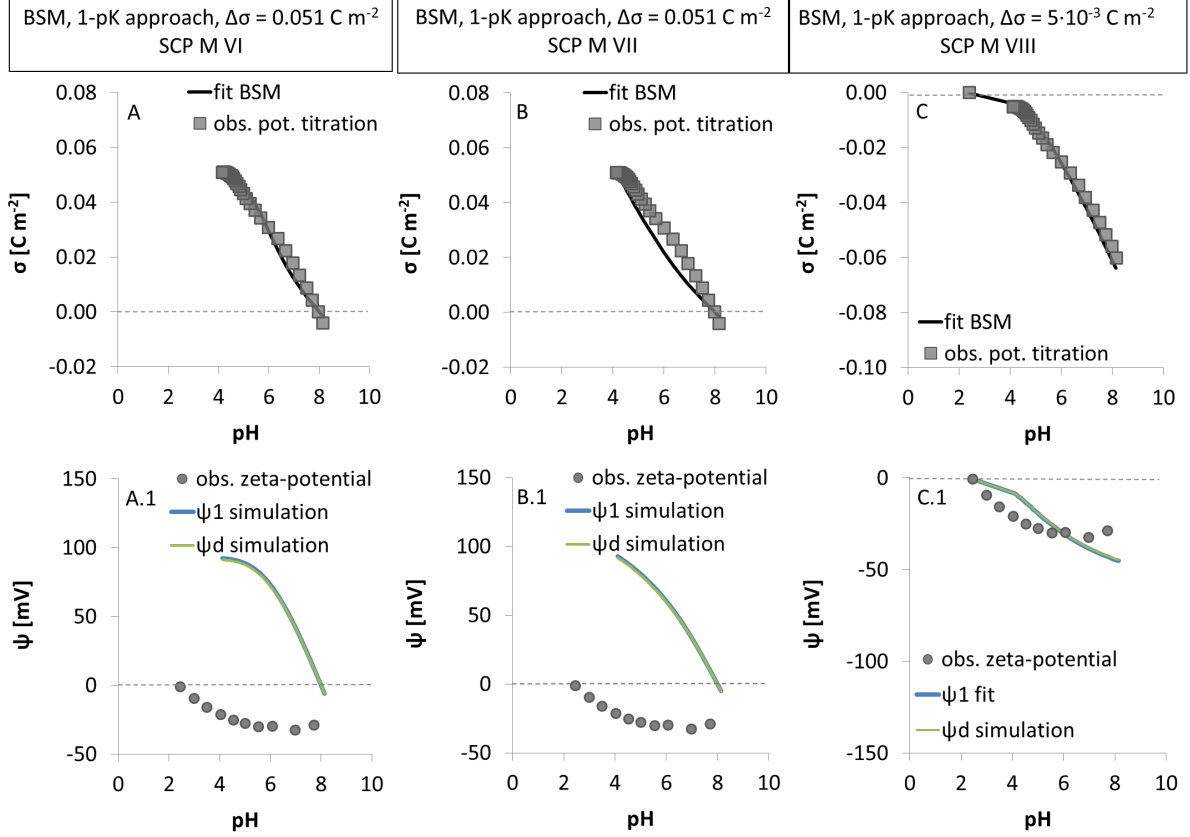 BSM, 1-pK approach, Δσ = 0.051 C m⁻²
SCP M VI
BSM, 1-pK approach, Δσ = 0.051 C m⁻²
SCP M VII
BSM, 1-pK approach, Δσ = 5·10⁻³ C m⁻²
SCP M VIII
A
fit BSM
obs. pot. titration
0.08
0.06
0.04
0.02
0.00
-0.02
σ [C m⁻²]
0 2 4 6 8 10
pH
B
fit BSM
obs. pot. titration
0.08
0.06
0.04
0.02
0.00
-0.02
σ [C m⁻²]
0 2 4 6 8 10
pH
C
0.00
-0.02
-0.04
-0.06
-0.08
-0.10
σ [C m⁻²]
fit BSM
obs. pot. titration
0 2 4 6 8 10
pH
A.1
obs. zeta-potential
ψ1 simulation
ψd simulation
150
100
50
0
-50
ψ [mV]
0 2 4 6 8 10
pH
B.1
obs. zeta-potential
ψ1 simulation
ψd simulation
150
100
50
0
-50
ψ [mV]
0 2 4 6 8 10
pH
C.1
0
-50
-100
-150
ψ [mV]
obs. zeta-potential
ψ1 fit
ψd simulation
0 2 4 6 8 10
pH